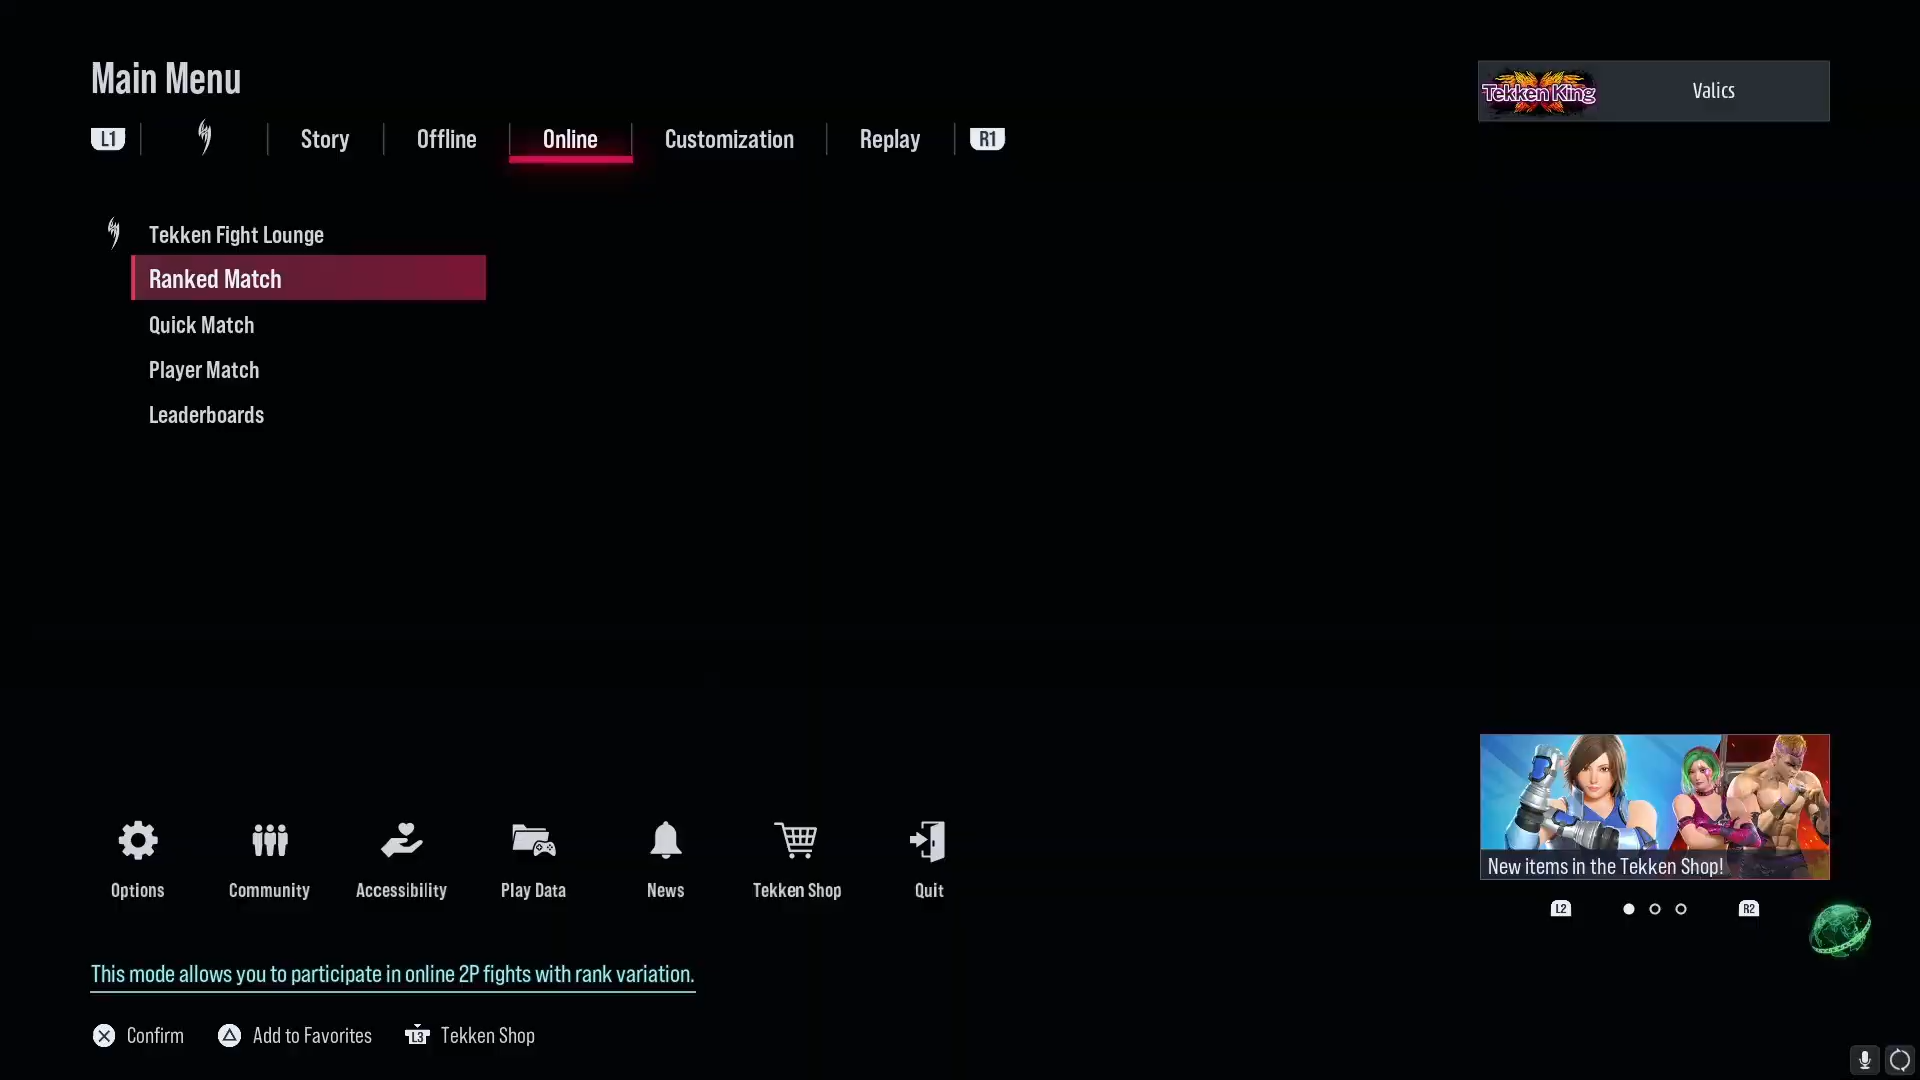 Main Menu
Tekken King Valics
L1 Story Offline Online Customization Replay R1
Tekken Fight Lounge
Ranked Match
Quick Match
Player Match
Leaderboards
New items in the Tekken Shop!
L2 R2
Options Community Accessibility Play Data News Tekken Shop Quit
This mode allows you to participate in online 2P fights with rank variation.
Confirm Add to Favorites L3 Tekken Shop